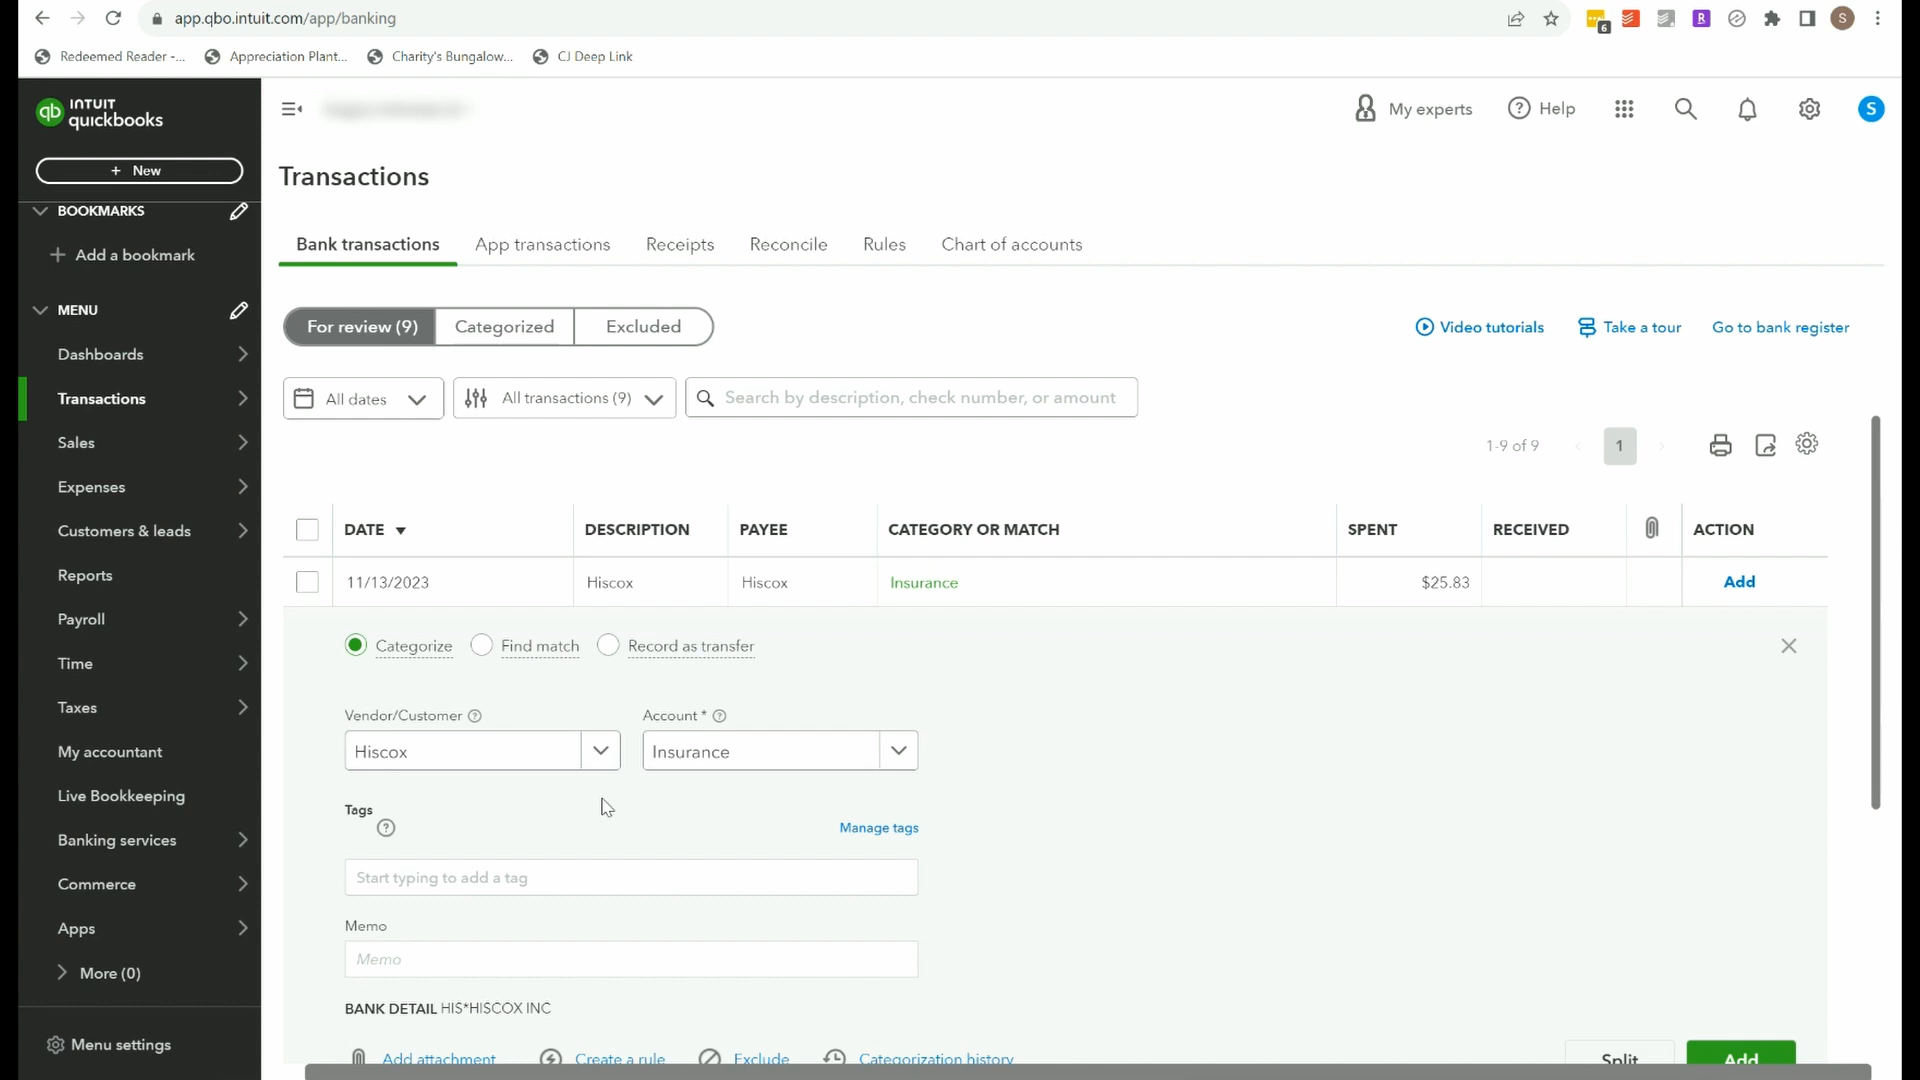 app.qbo.intuit.com/app/banking
6
S
Redeemed Reader -...
Appreciation Plant...
Charity's Bungalow...
CJ Deep Link
qb INTUIT quickbooks
My experts
Help
S
+ New
Transactions
BOOKMARKS
Add a bookmark
Bank transactions
App transactions
Receipts
Reconcile
Rules
Chart of accounts
MENU
Dashboards
Transactions
Sales
Expenses
Customers & leads
Reports
Payroll
Time
Taxes
My accountant
Live Bookkeeping
Banking services
Commerce
Apps
More (0)
Menu settings
For review (9)
Categorized
Excluded
Video tutorials
Take a tour
Go to bank register
All dates
All transactions (9)
Search by description, check number, or amount
1-9 of 9
1
DATE DESCRIPTION PAYEE CATEGORY OR MATCH SPENT RECEIVED ACTION
11/13/2023 Hiscox Hiscox Insurance $25.83 Add
Categorize
Find match
Record as transfer
Vendor/Customer
Account *
Hiscox
Insurance
Tags
Manage tags
Start typing to add a tag
Memo
Memo
BANK DETAIL HIS*HISCOX INC
Add attachment
Create a rule
Exclude
Categorization history
Split
Add